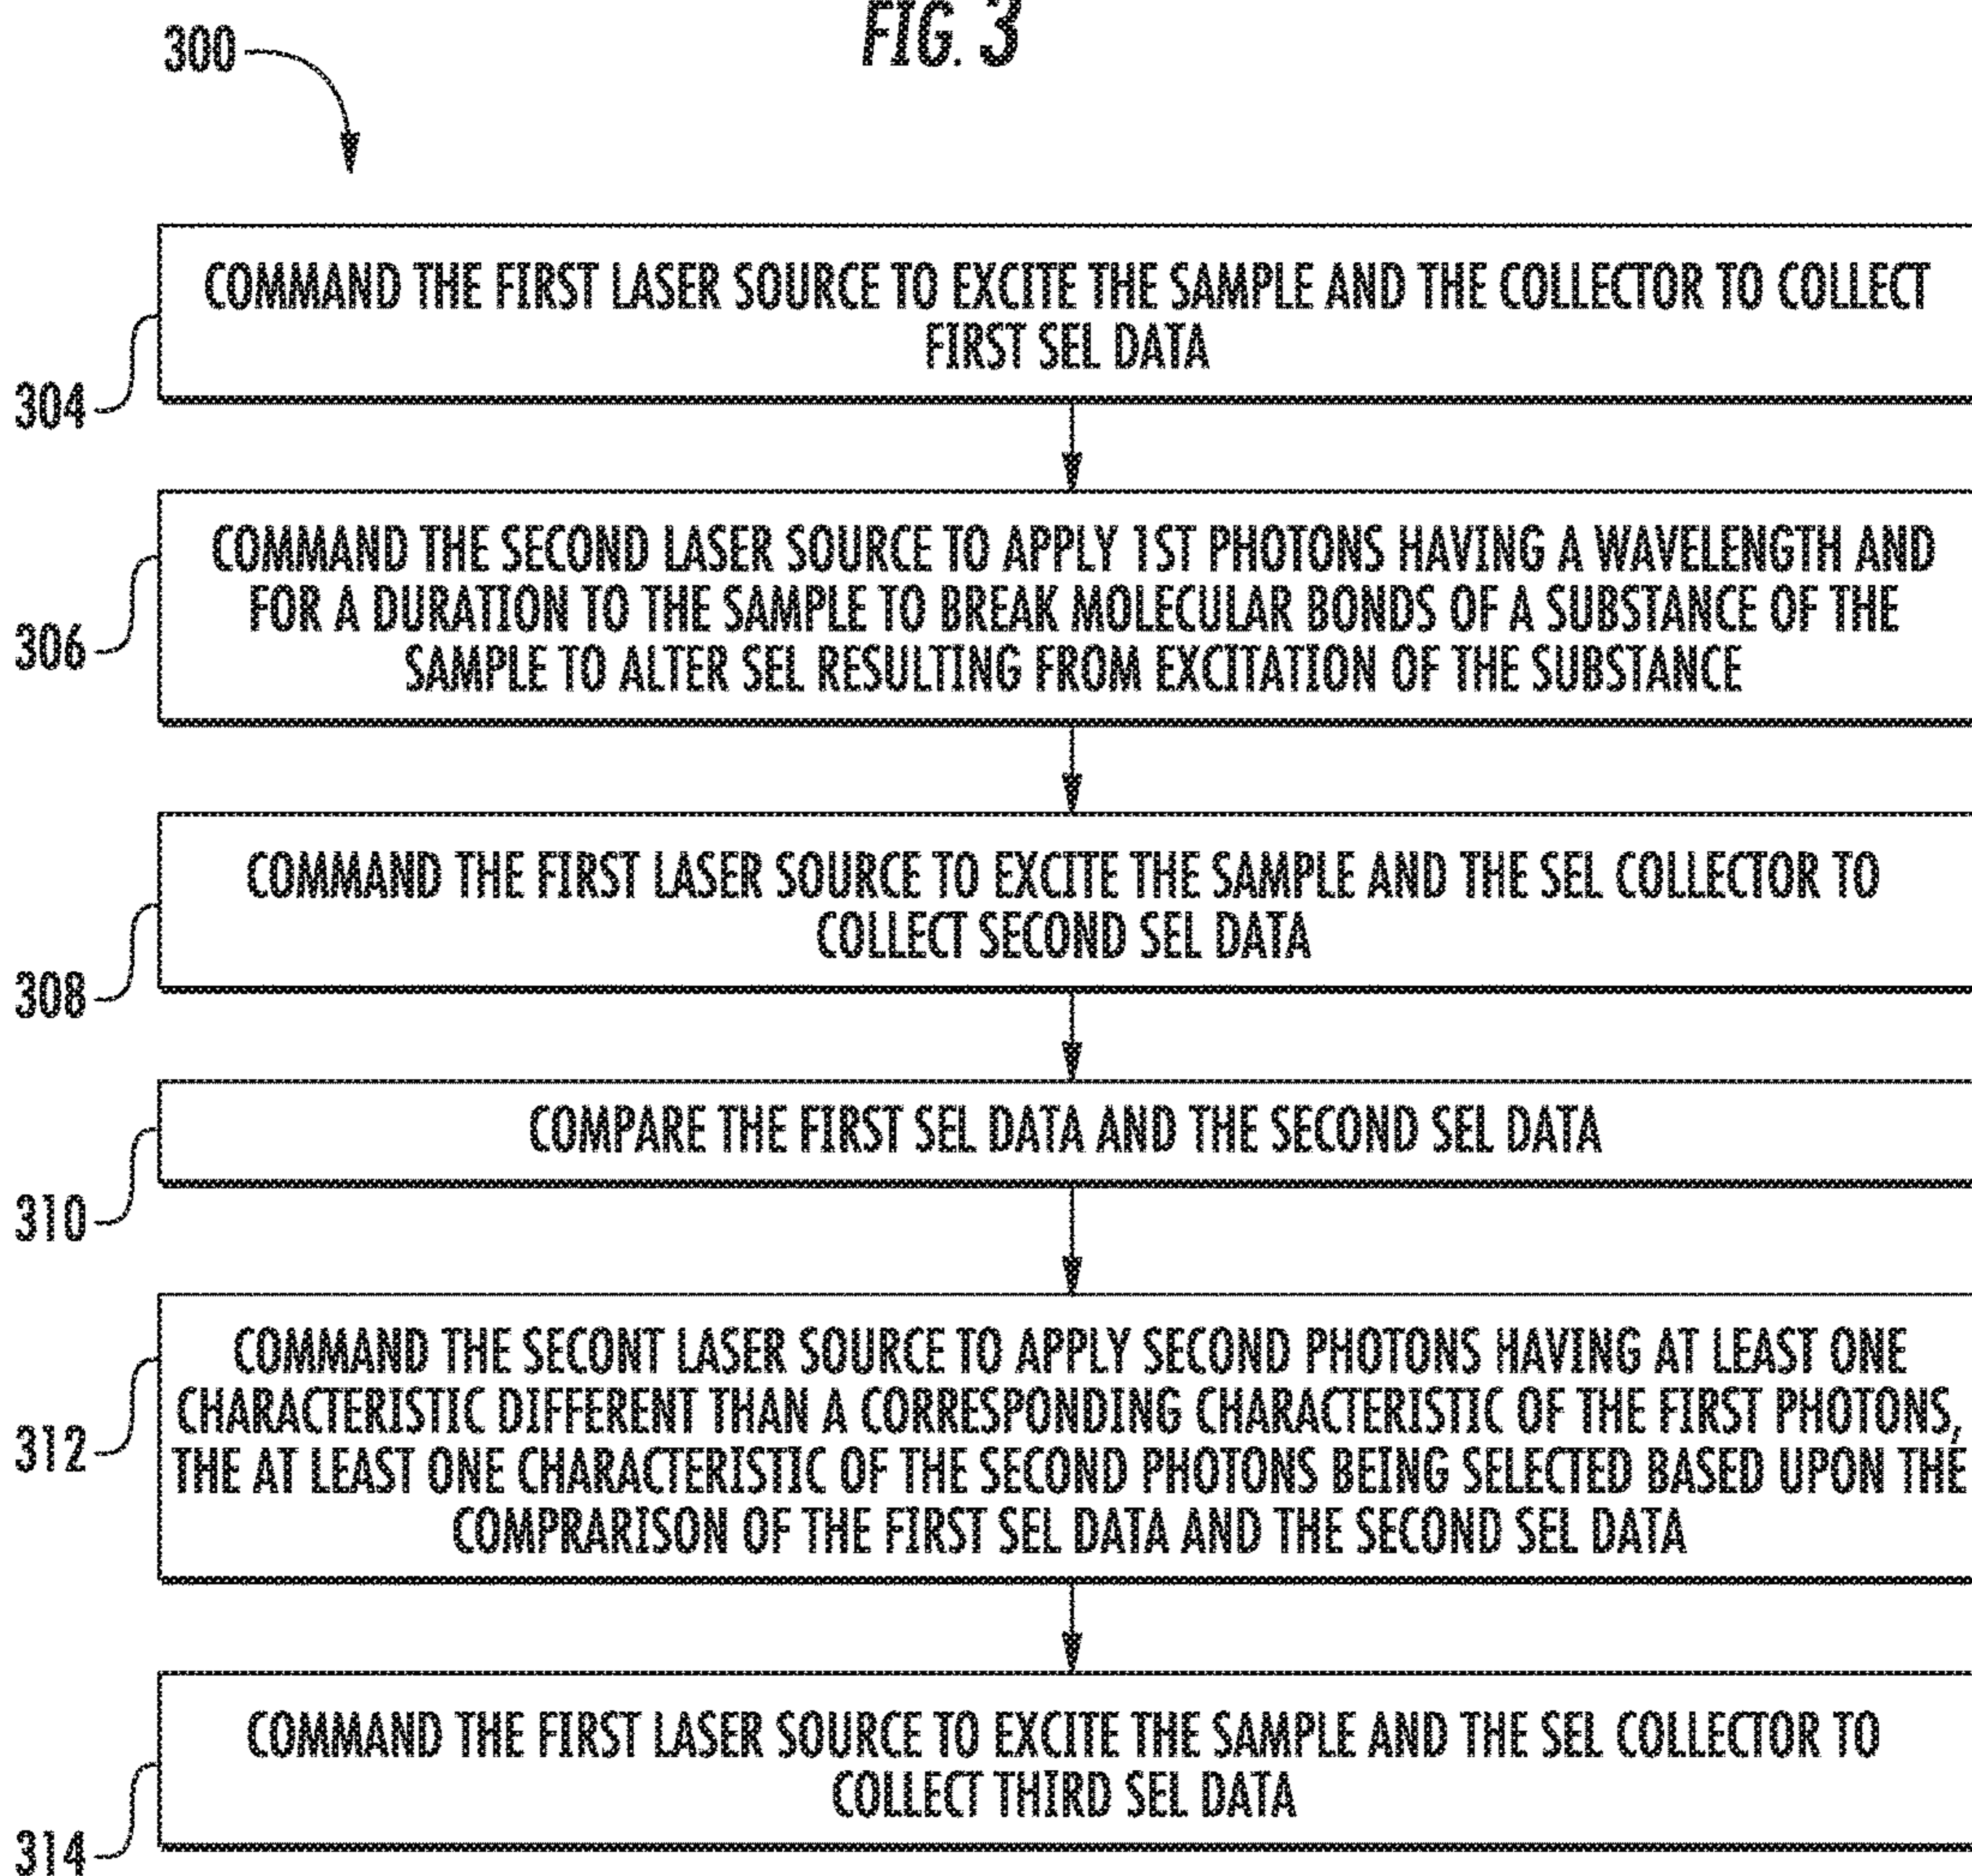 FIG. 3
300
COMMAND THE FIRST LASER SOURCE TO EXCITE THE SAMPLE AND THE COLLECTOR TO COLLECT
FIRST SEL DATA
304
COMMAND THE SECOND LASER SOURCE TO APPLY 1ST PHOTONS HAVING A WAVELENGTH AND
FOR A DURATION TO THE SAMPLE TO BREAK MOLECULAR BONDS OF A SUBSTANCE OF THE
SAMPLE TO ALTER SEL RESULTING FROM EXCITATION OF THE SUBSTANCE
306
COMMAND THE FIRST LASER SOURCE TO EXCITE THE SAMPLE AND THE SEL COLLECTOR TO
COLLECT SECOND SEL DATA
308
COMPARE THE FIRST SEL DATA AND THE SECOND SEL DATA
310
COMMAND THE SECONT LASER SOURCE TO APPLY SECOND PHOTONS HAVING AT LEAST ONE
CHARACTERISTIC DIFFERENT THAN A CORRESPONDING CHARACTERISTIC OF THE FIRST PHOTONS,
THE AT LEAST ONE CHARACTERISTIC OF THE SECOND PHOTONS BEING SELECTED BASED UPON THE
COMPRARISON OF THE FIRST SEL DATA AND THE SECOND SEL DATA
312
COMMAND THE FIRST LASER SOURCE TO EXCITE THE SAMPLE AND THE SEL COLLECTOR TO
COLLECT THIRD SEL DATA
314